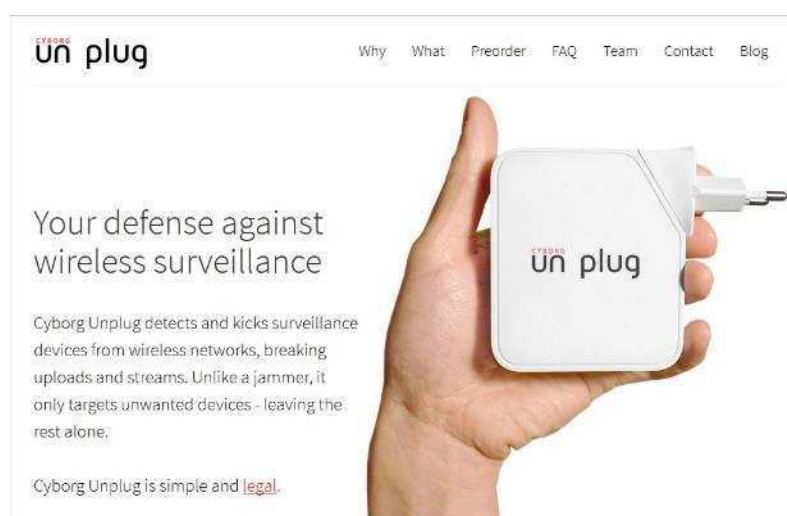 CYBORG
un plug
Why What Preorder FAQ Team Contact Blog
Your defense against
wireless surveillance
CYBORG
un plug
Cyborg Unplug detects and kicks surveillance
devices from wireless networks, breaking
uploads and streams. Unlike a jammer, it
only targets unwanted devices - leaving the
rest alone.
Cyborg Unplug is simple and legal.